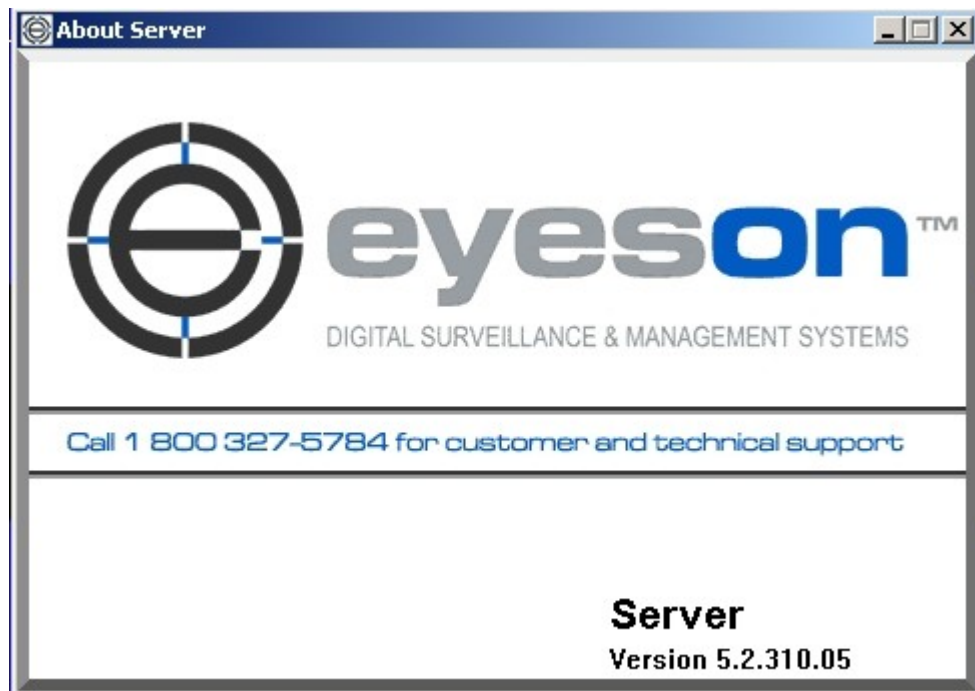 About Server
eyeson™
DIGITAL SURVEILLANCE & MANAGEMENT SYSTEMS
Call 1 800 327-5784 for customer and technical support
Server
Version 5.2.310.05